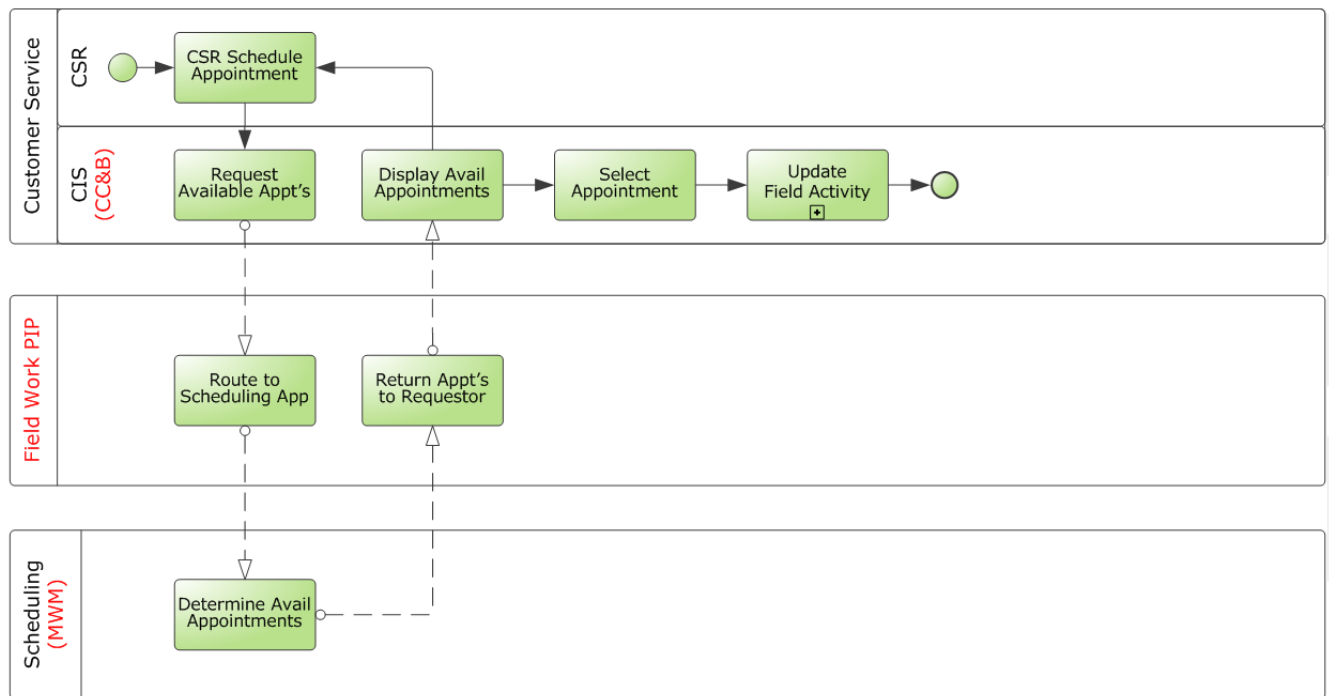 Customer Service
CSR
CSR Schedule
Appointment
CIS
(CC&B)
Request
Available Appt's
Display Avail
Appointments
Select
Appointment
Update
Field Activity
Field Work PIP
Route to
Scheduling App
Return Appt's
to Requestor
Scheduling
(MWM)
Determine Avail
Appointments